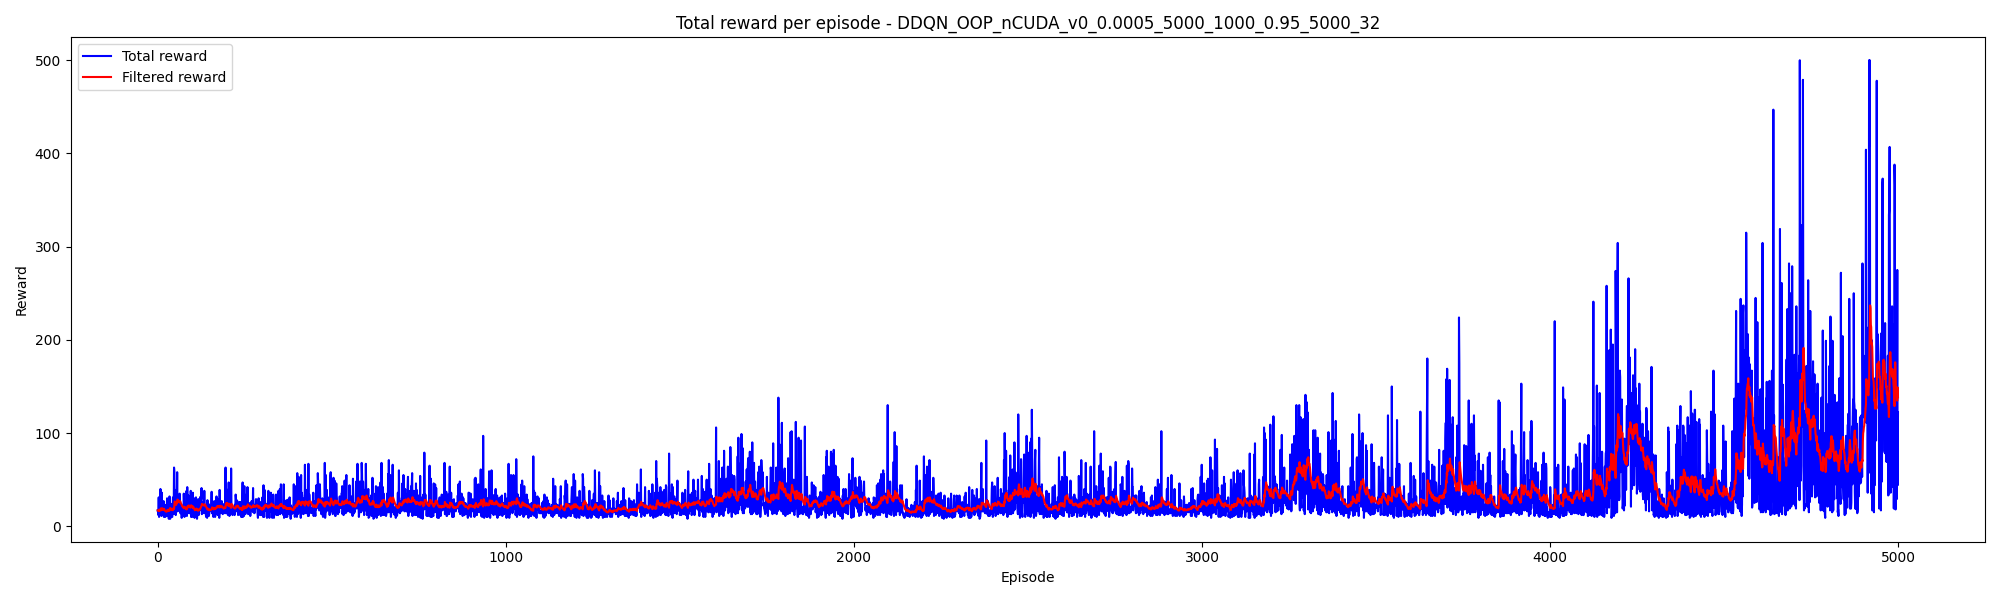 Total reward per episode - DDQN_OOP_nCUDA_v0_0.0005_5000_1000_0.95_5000_32
Total reward
Filtered reward
500
400
300
200
100
0
Reward
0 1000 2000 3000 4000 5000
Episode